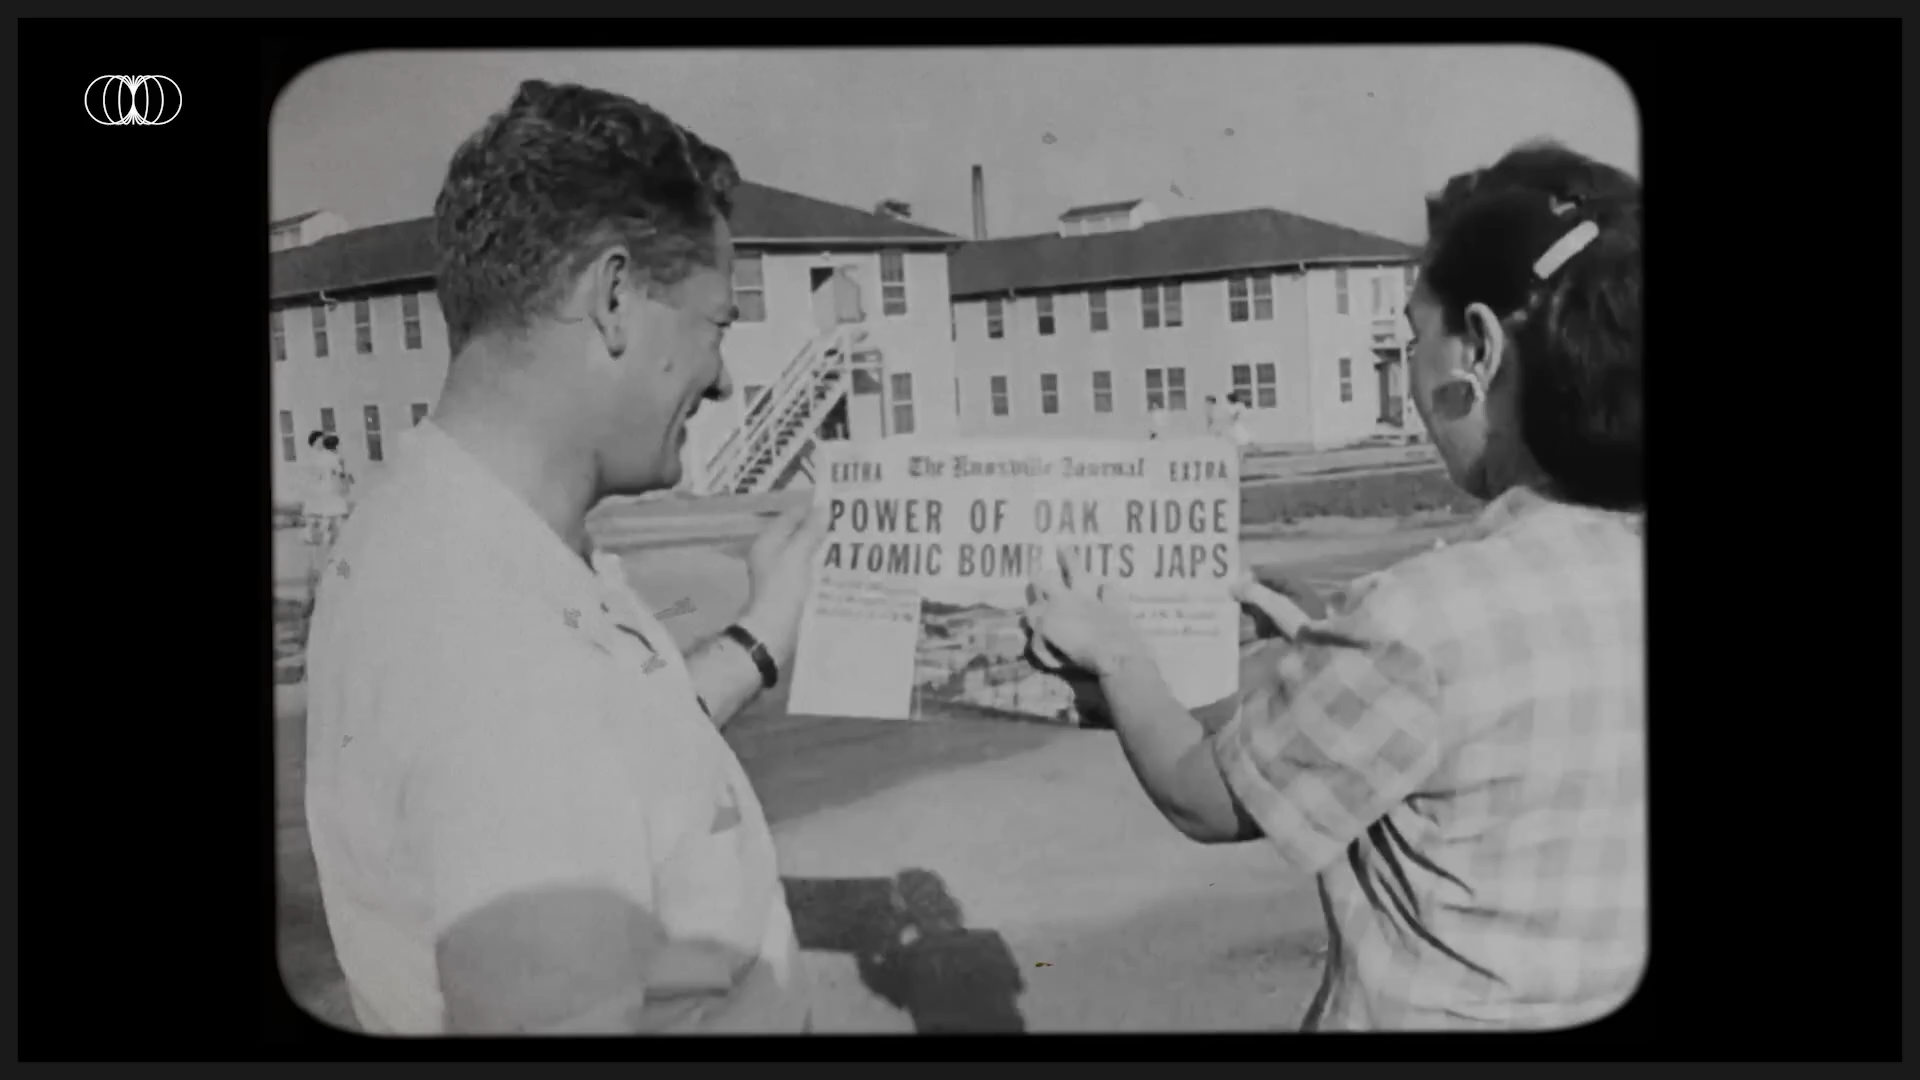 EXTRA The Knoxville Journal EXTRA
POWER OF OAK RIDGE
ATOMIC BOMB HITS JAPS